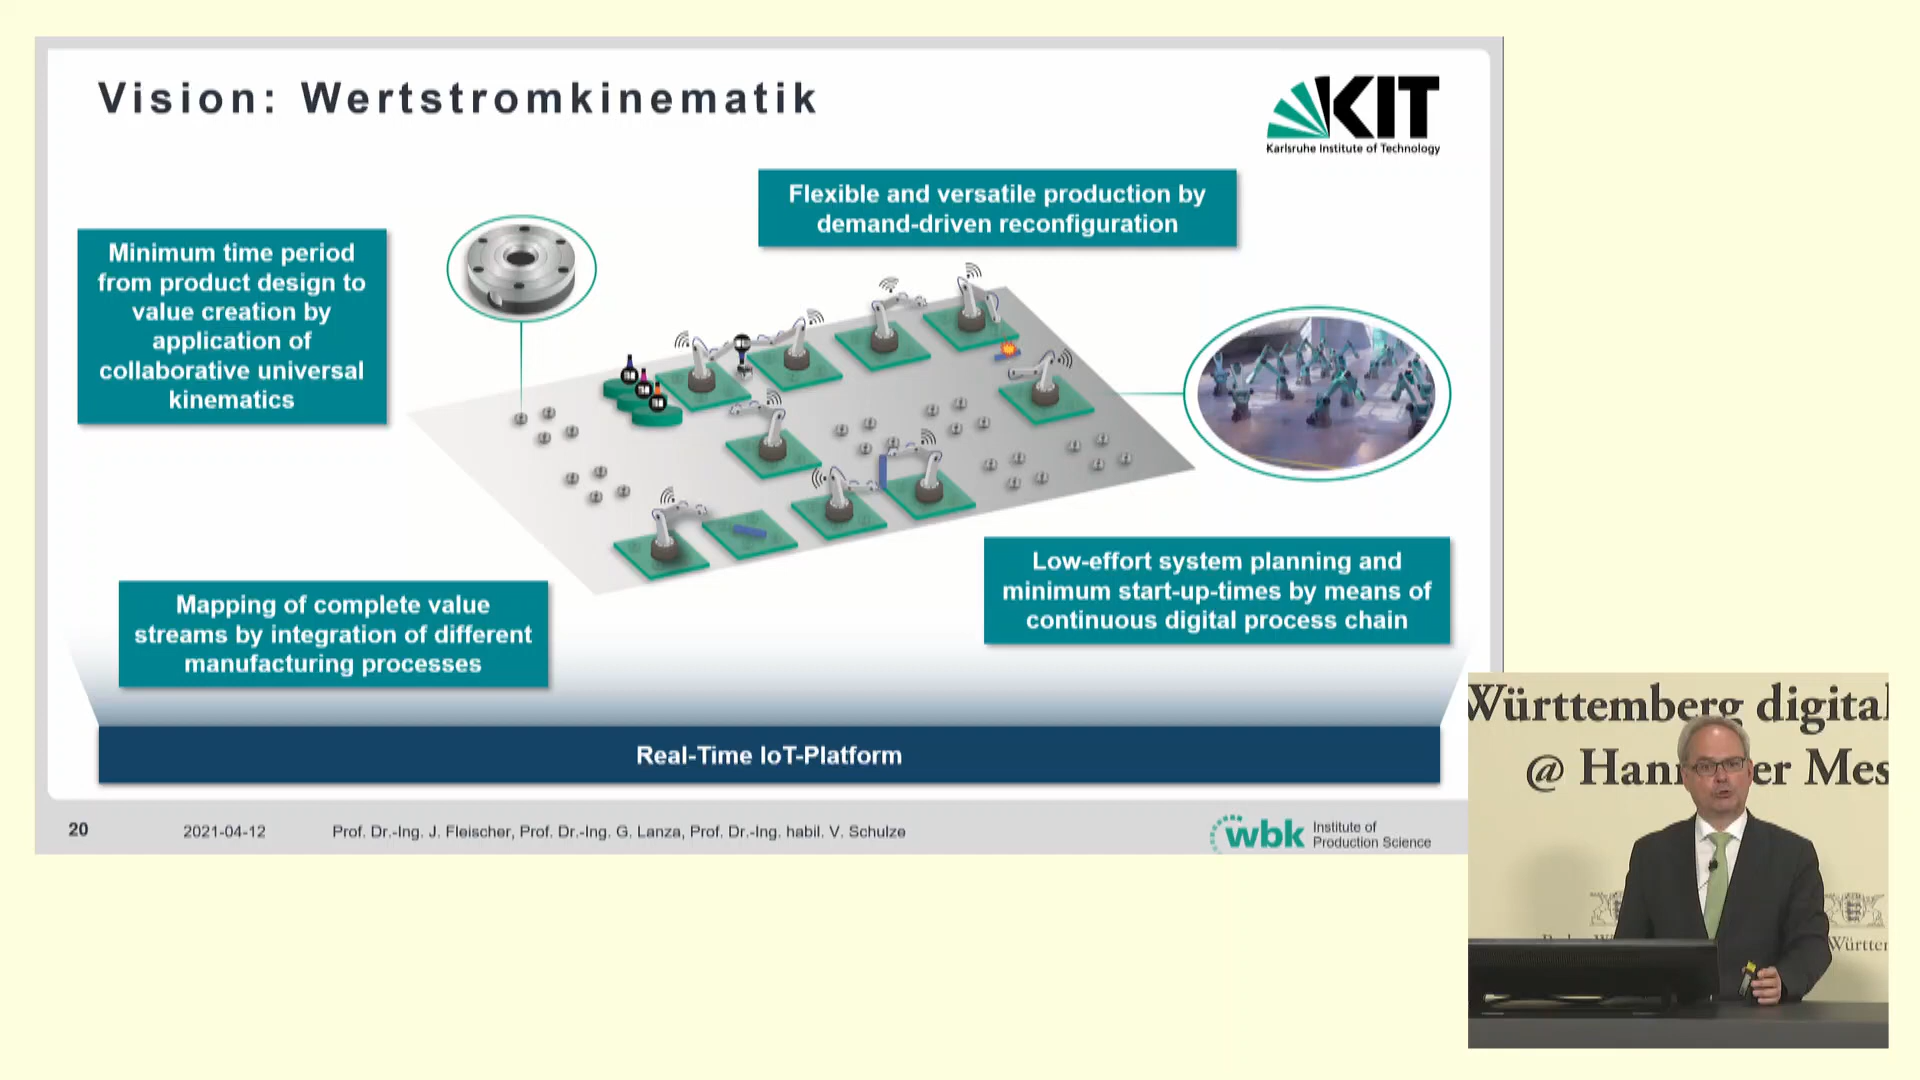 Vision: Wertstromkinematik
KIT
Karlsruhe Institute of Technology
Flexible and versatile production by
demand-driven reconfiguration
Minimum time period
from product design to
value creation by
application of
collaborative universal
kinematics
Low-effort system planning and
minimum start-up-times by means of
continuous digital process chain
Mapping of complete value
streams by integration of different
manufacturing processes
Real-Time IoT-Platform
20
2021-04-12
Prof. Dr.-Ing. J. Fleischer, Prof. Dr.-Ing. G. Lanza, Prof. Dr.-Ing. habil. V. Schulze
wbk
Institute of
Production Science
Württemberg digital
@